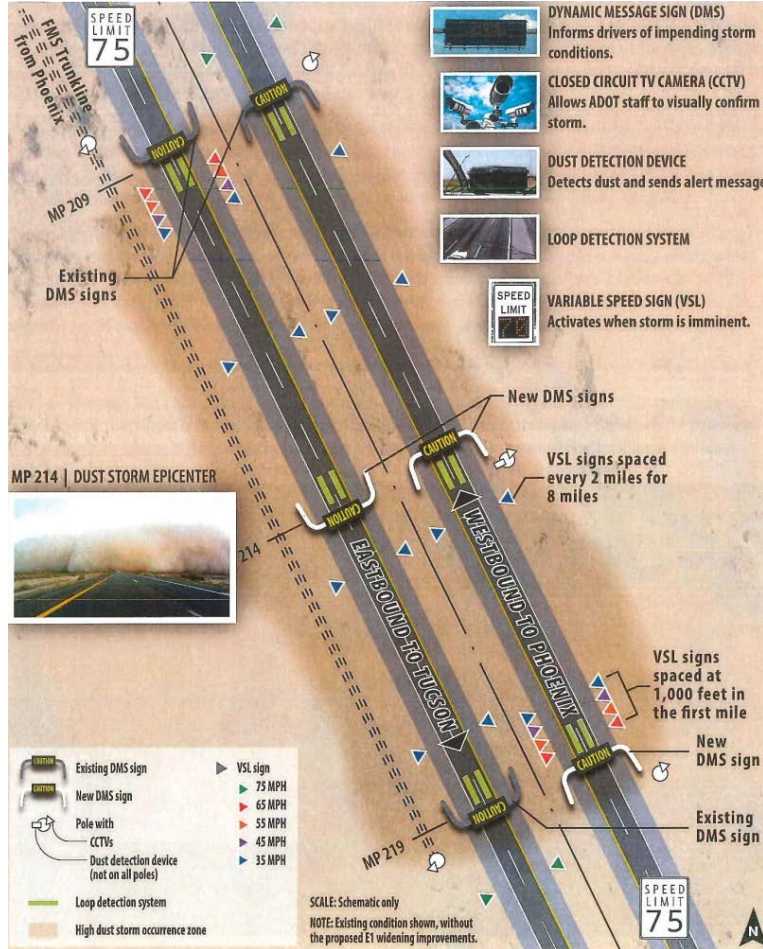 SPEED
LIMIT
75
FMS Trunkline
from Phoenix
CAUTION
CAUTION
MP 209
Existing
DMS signs
DYNAMIC MESSAGE SIGN (DMS)
Informs drivers of impending storm
conditions.
CLOSED CIRCUIT TV CAMERA (CCTV)
Allows ADOT staff to visually confirm
storm.
DUST DETECTION DEVICE
Detects dust and sends alert message
LOOP DETECTION SYSTEM
SPEED
LIMIT
70
VARIABLE SPEED SIGN (VSL)
Activates when storm is imminent.
New DMS signs
CAUTION
CAUTION
VSL signs spaced
every 2 miles for
8 miles
MP 214 | DUST STORM EPICENTER
214
EASTBOUND TO TUCSON
WESTBOUND TO PHOENIX
VSL signs
spaced at
1,000 feet in
the first mile
New
DMS sign
CAUTION
CAUTION
Existing
DMS sign
MP 219
CAUTION
Existing DMS sign
CAUTION
New DMS sign
Pole with
CCTVs
Dust detection device
(not on all poles)
Loop detection system
High dust storm occurrence zone
VSL sign
75 MPH
65 MPH
55 MPH
45 MPH
35 MPH
SCALE: Schematic only
NOTE: Existing condition shown, without
the proposed E1 widening improvements.
SPEED
LIMIT
75
N